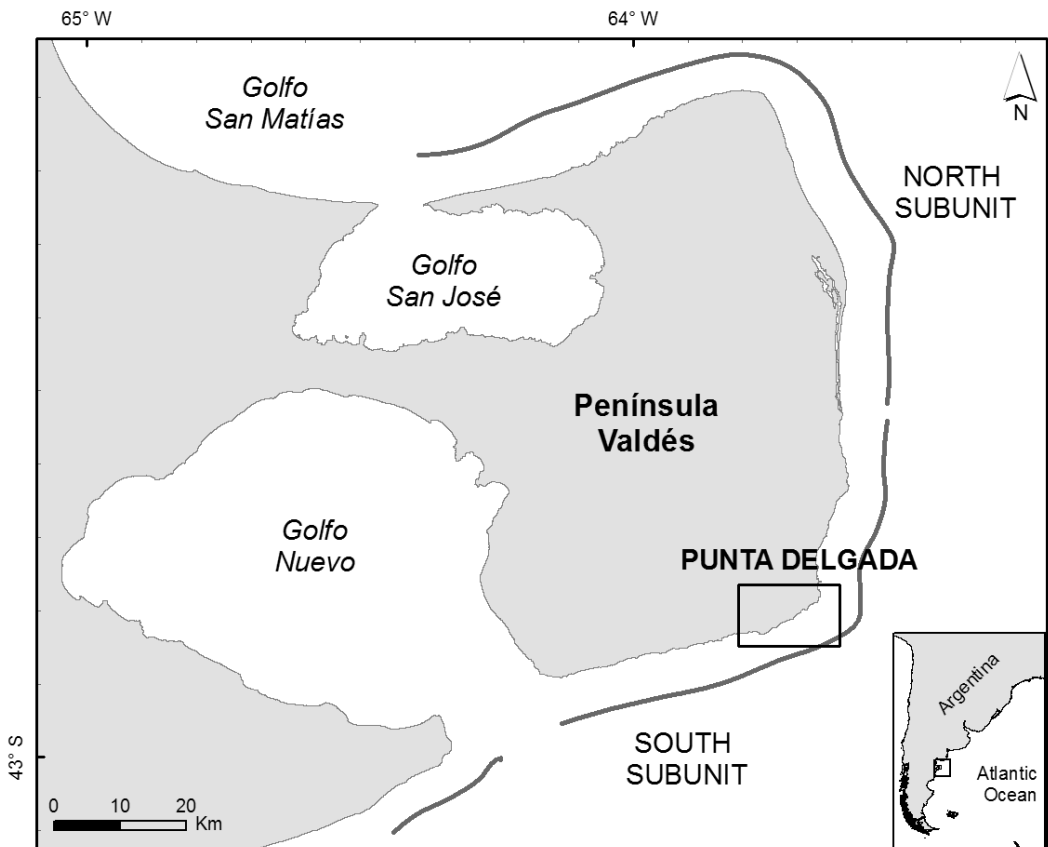 65° W
64° W
Golfo
San Matías
N
NORTH
SUBUNIT
Golfo
San José
Península
Valdés
Golfo
Nuevo
PUNTA DELGADA
SOUTH
SUBUNIT
43° S
0 10 20
Km
Argentina
Atlantic
Ocean